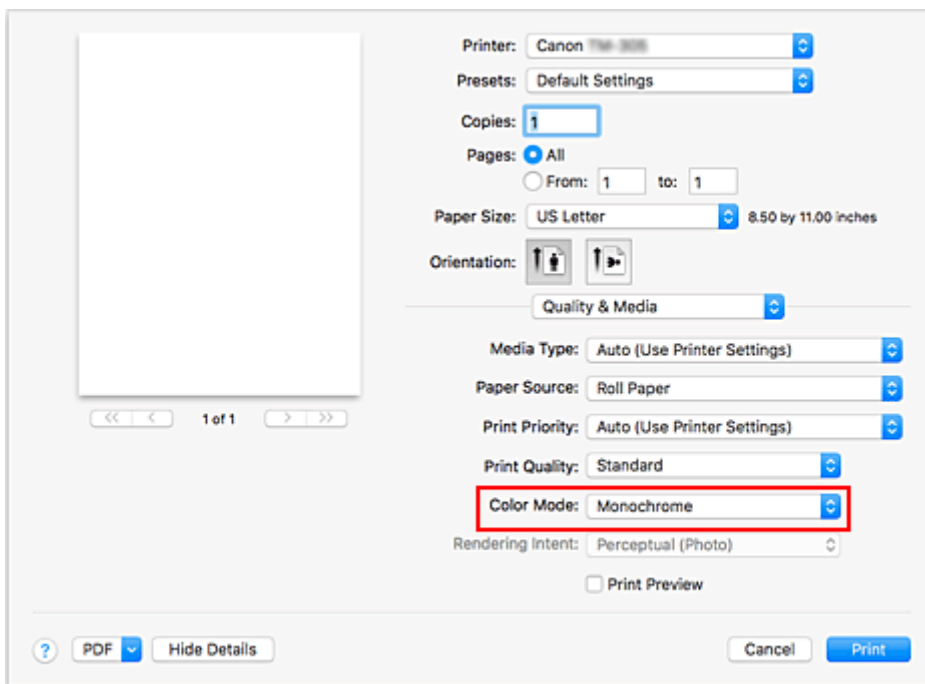 Printer: Canon
Presets: Default Settings
Copies: 1
Pages: All
From: 1 to: 1
Paper Size: US Letter 8.50 by 11.00 inches
Orientation:
Quality & Media
Media Type: Auto (Use Printer Settings)
Paper Source: Roll Paper
<< < 1 of 1 > >>
Print Priority: Auto (Use Printer Settings)
Print Quality: Standard
Color Mode: Monochrome
Rendering Intent: Perceptual (Photo)
Print Preview
? PDF Hide Details Cancel Print